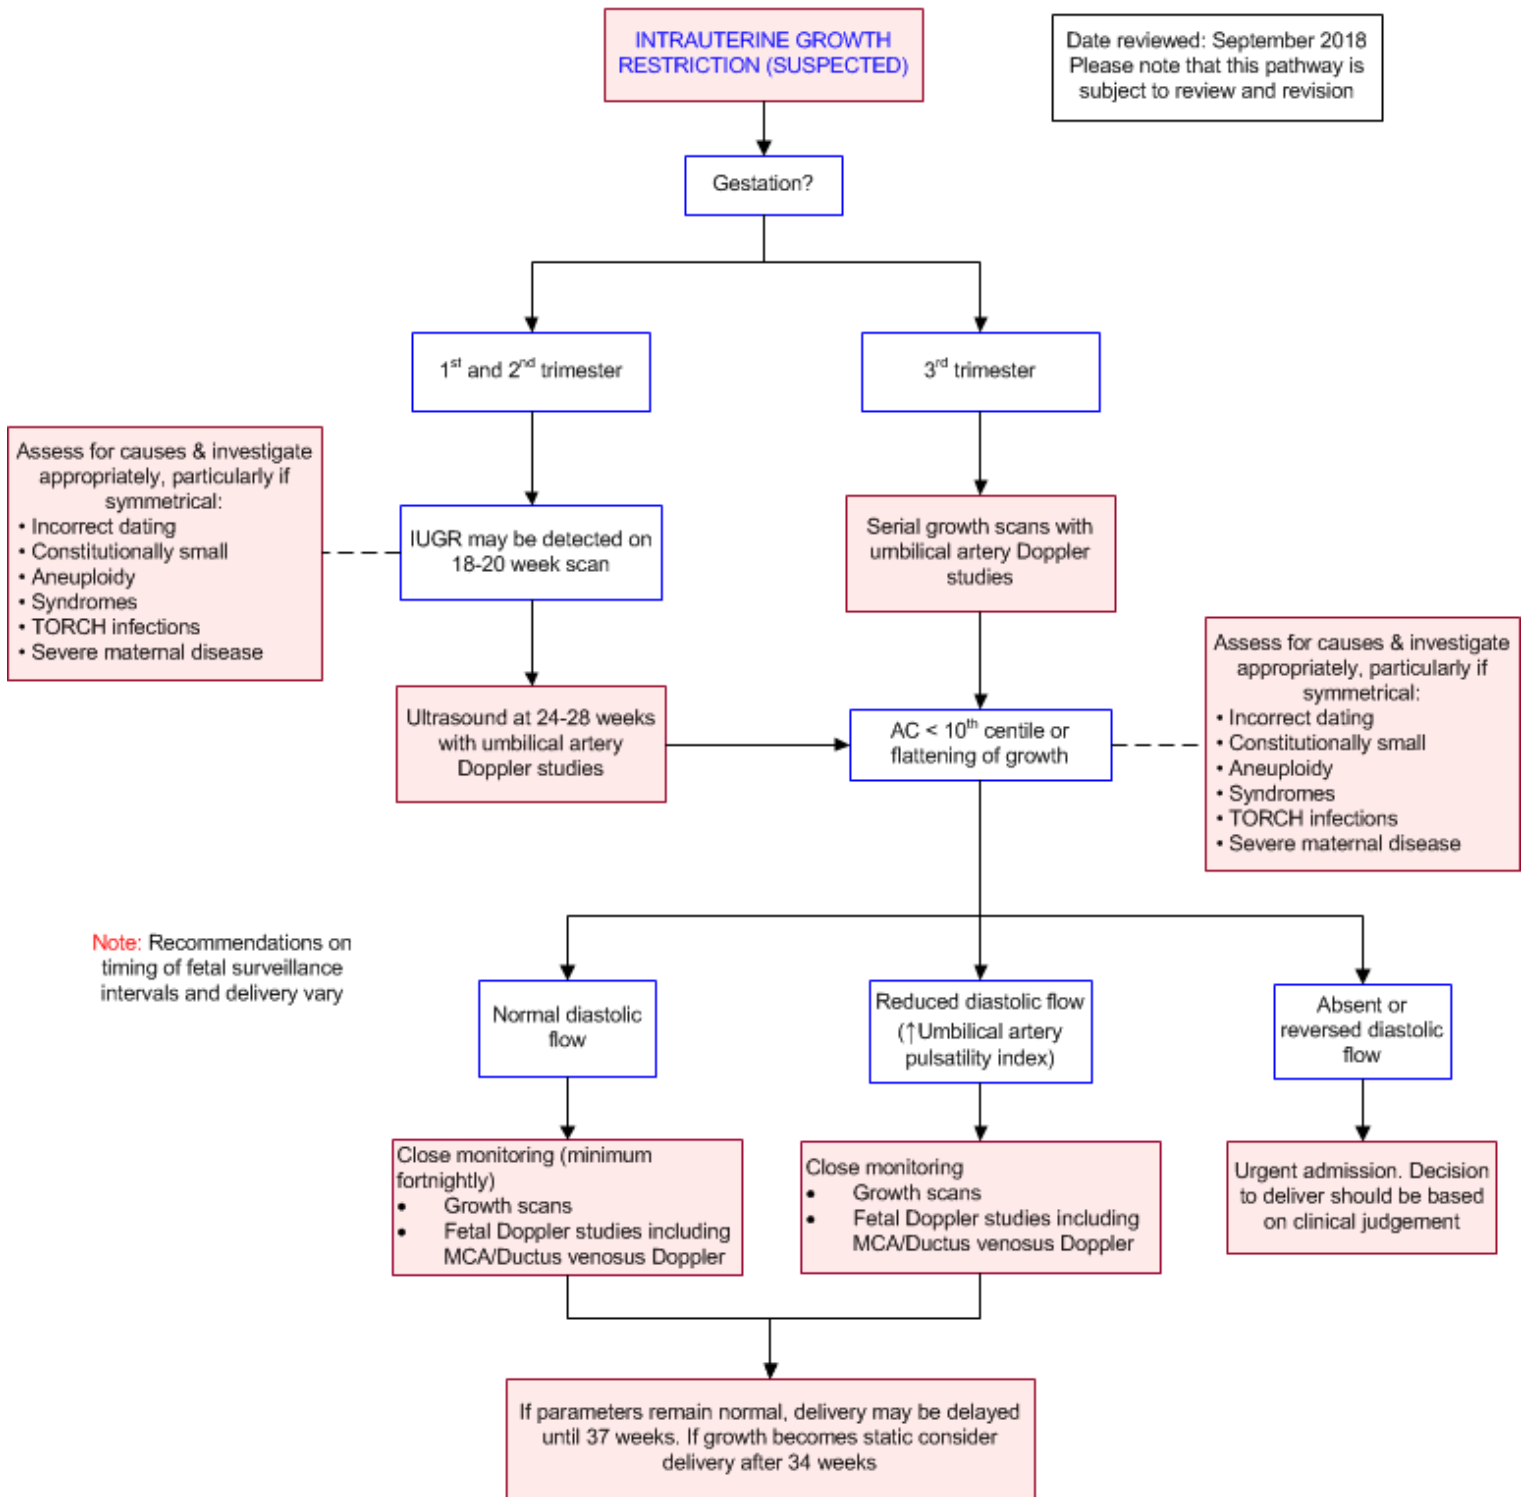 INTRAUTERINE GROWTH
RESTRICTION (SUSPECTED)
Date reviewed: September 2018
Please note that this pathway is
subject to review and revision
Gestation?
1st and 2nd trimester
3rd trimester
Assess for causes & investigate
appropriately, particularly if
symmetrical:
• Incorrect dating
• Constitutionally small
• Aneuploidy
• Syndromes
• TORCH infections
• Severe maternal disease
IUGR may be detected on
18-20 week scan
Serial growth scans with
umbilical artery Doppler
studies
Ultrasound at 24-28 weeks
with umbilical artery
Doppler studies
AC < 10th centile or
flattening of growth
Assess for causes & investigate
appropriately, particularly if
symmetrical:
• Incorrect dating
• Constitutionally small
• Aneuploidy
• Syndromes
• TORCH infections
• Severe maternal disease
Note: Recommendations on
timing of fetal surveillance
intervals and delivery vary
Normal diastolic
flow
Reduced diastolic flow
(↑Umbilical artery
pulsatility index)
Absent or
reversed diastolic
flow
Close monitoring (minimum
fortnightly)
• Growth scans
• Fetal Doppler studies including
MCA/Ductus venosus Doppler
Close monitoring
• Growth scans
• Fetal Doppler studies including
MCA/Ductus venosus Doppler
Urgent admission. Decision
to deliver should be based
on clinical judgement
If parameters remain normal, delivery may be delayed
until 37 weeks. If growth becomes static consider
delivery after 34 weeks